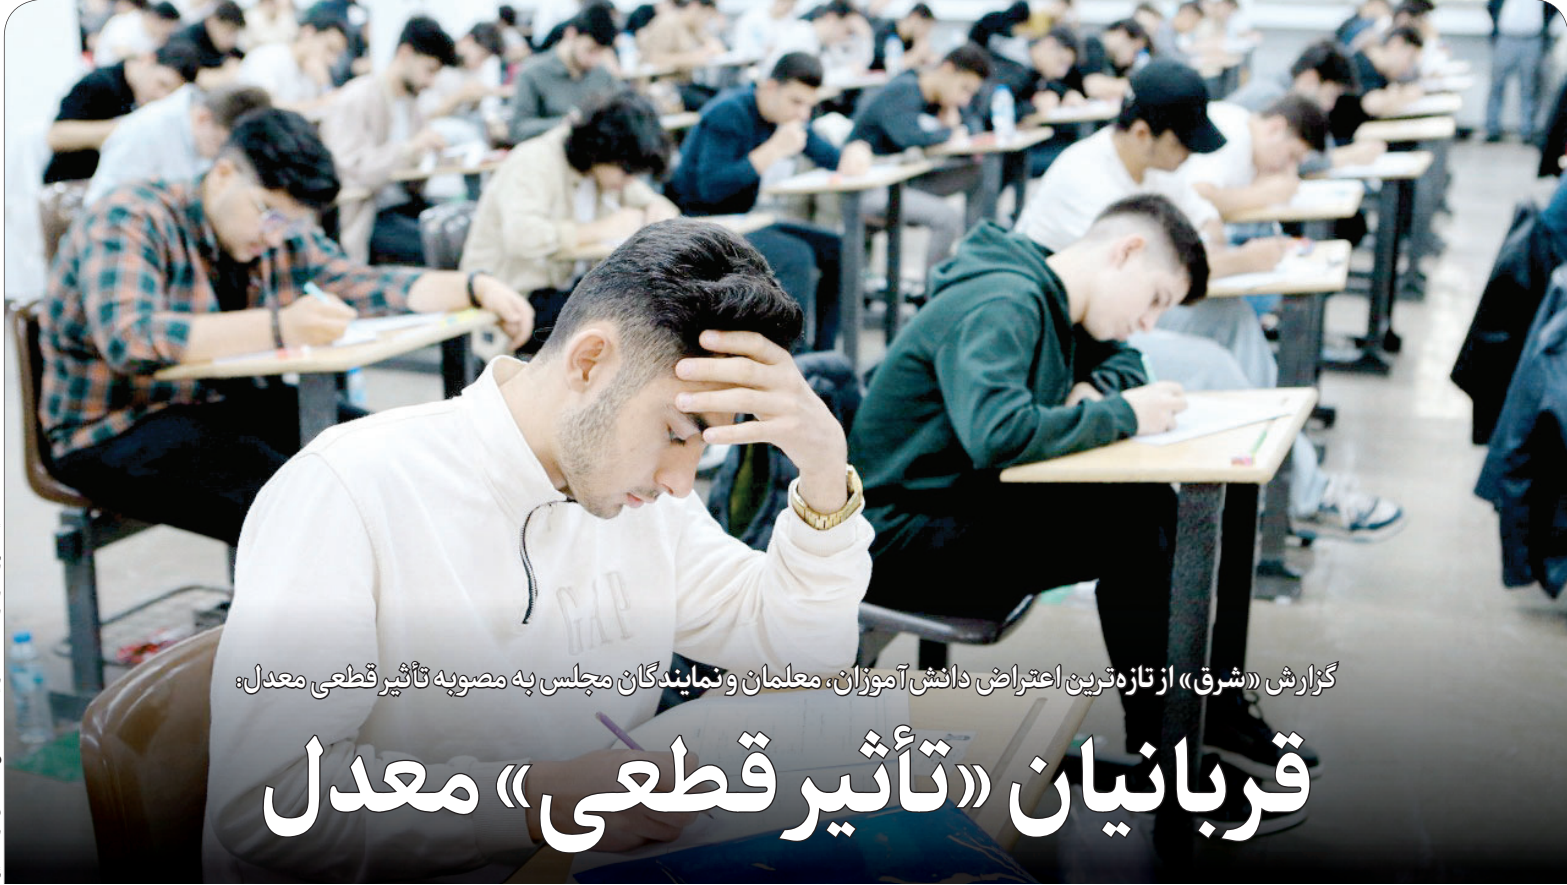 گزارش «شرق» از تازه‌ترین اعتراض دانش‌آموزان، معلمان و نمایندگان مجلس به مصوبه تأثیر قطعی معدل:
قربانیان «تأثیر قطعی» معدل